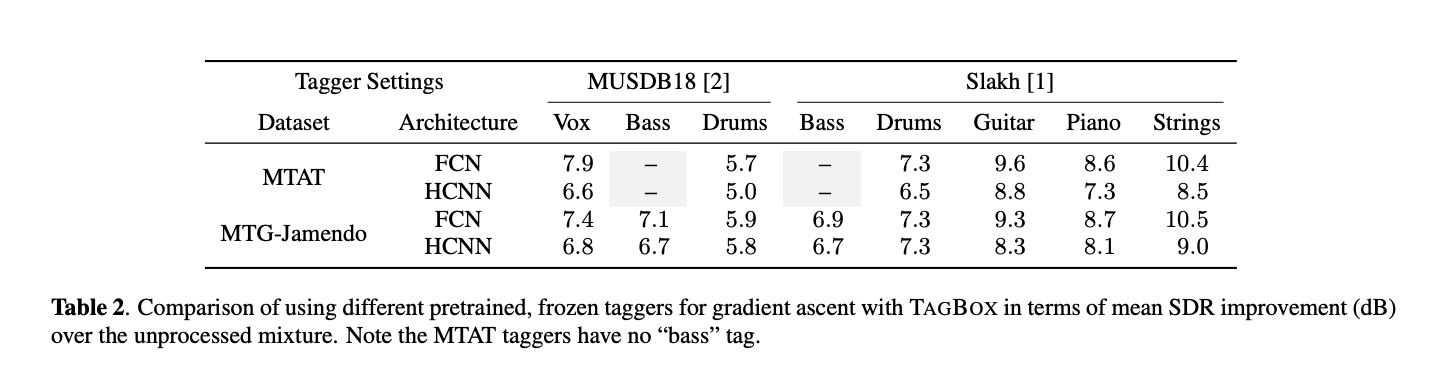 Tagger Settings MUSDB18 [2] Slakh [1]
Dataset Architecture Vox Bass Drums Bass Drums Guitar Piano Strings
MTAT FCN 7.9 – 5.7 – 7.3 9.6 8.6 10.4
HCNN 6.6 – 5.0 – 6.5 8.8 7.3 8.5
MTG-Jamendo FCN 7.4 7.1 5.9 6.9 7.3 9.3 8.7 10.5
HCNN 6.8 6.7 5.8 6.7 7.3 8.3 8.1 9.0
Table 2. Comparison of using different pretrained, frozen taggers for gradient ascent with TAGBOX in terms of mean SDR improvement (dB)
over the unprocessed mixture. Note the MTAT taggers have no “bass” tag.